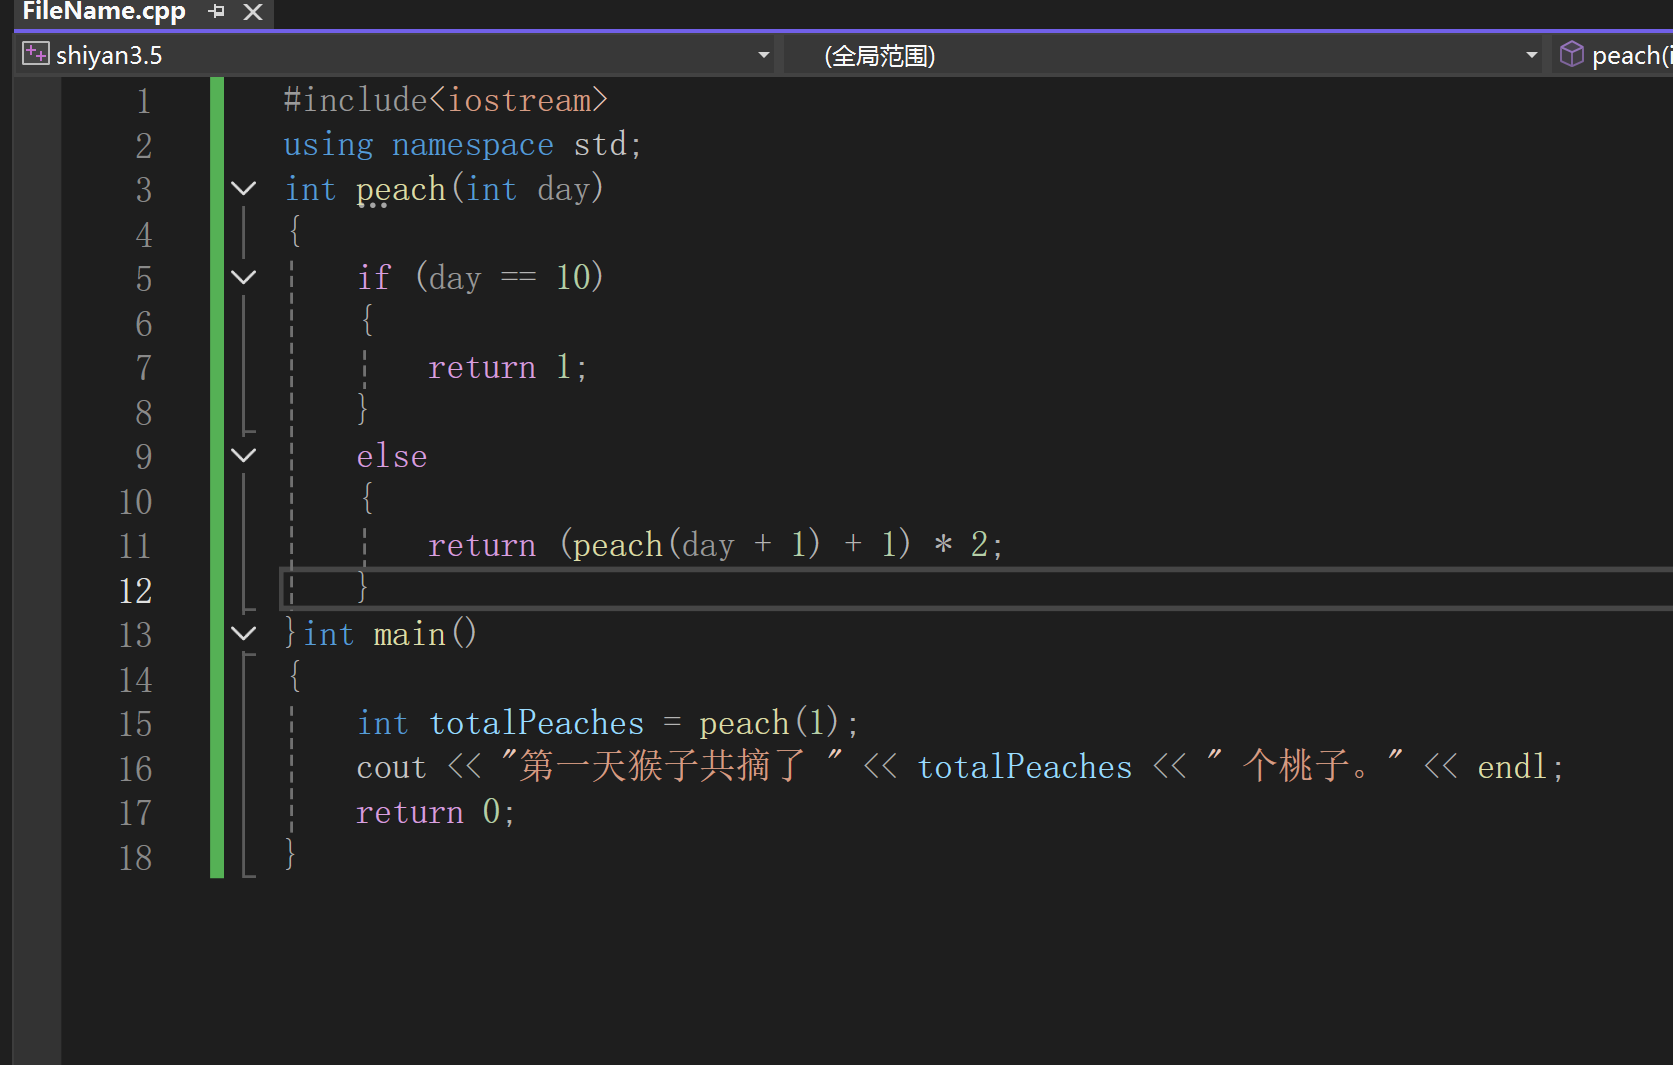 FileName.cpp
shiyan3.5 (全局范围) peach(i
1 #include<iostream>
2 using namespace std;
3 int peach(int day)
4 {
5 if (day == 10)
6 {
7 return 1;
8 }
9 else
10 {
11 return (peach(day + 1) + 1) * 2;
12 }
13 }int main()
14 {
15 int totalPeaches = peach(1);
16 cout << "第一天猴子共摘了 " << totalPeaches << " 个桃子。" << endl;
17 return 0;
18 }